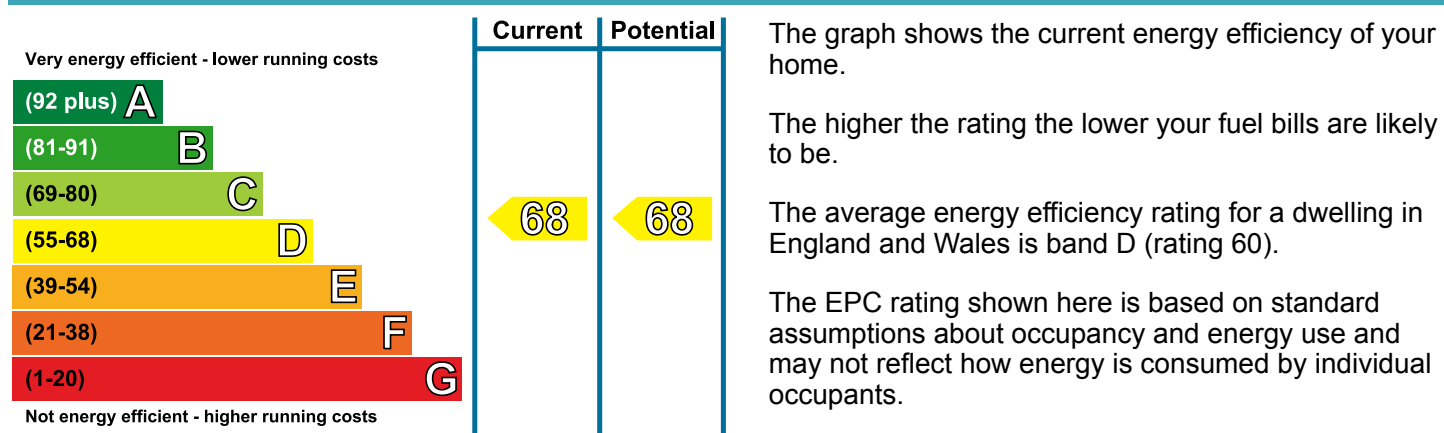 Current Potential
Very energy efficient - lower running costs
(92 plus) A
(81-91) B
(69-80) C
(55-68) D
(39-54) E
(21-38) F
(1-20) G
Not energy efficient - higher running costs
68 68
The graph shows the current energy efficiency of your
home.
The higher the rating the lower your fuel bills are likely
to be.
The average energy efficiency rating for a dwelling in
England and Wales is band D (rating 60).
The EPC rating shown here is based on standard
assumptions about occupancy and energy use and
may not reflect how energy is consumed by individual
occupants.